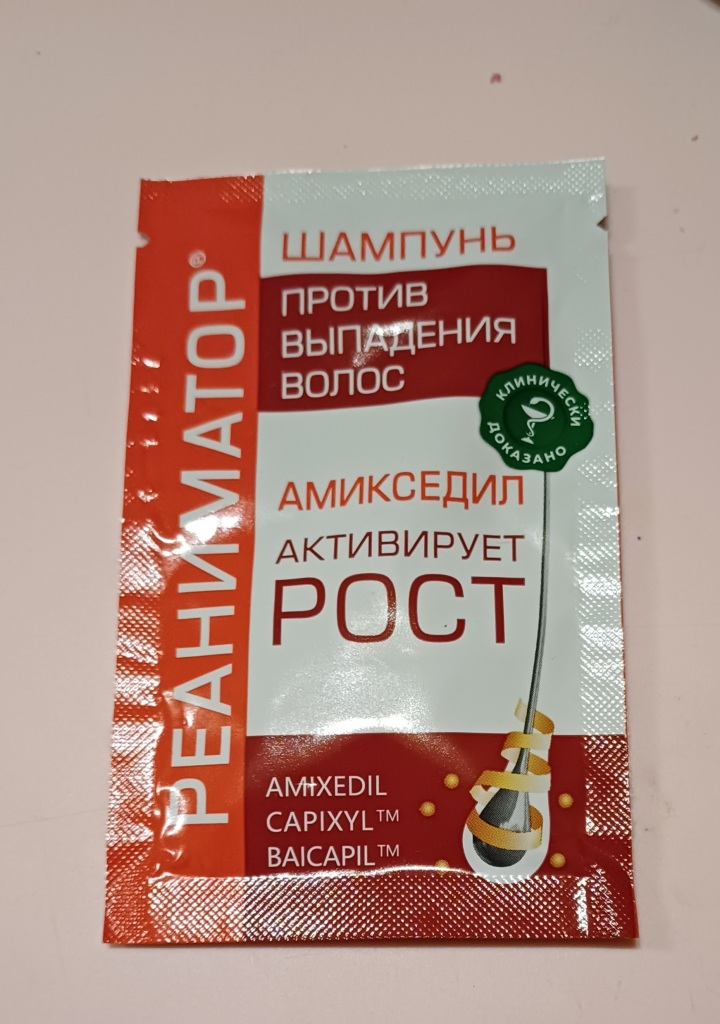 РЕАНИМАТОР®
ШАМПУНЬ
ПРОТИВ
ВЫПАДЕНИЯ
ВОЛОС
КЛИНИЧЕСКИ
ДОКАЗАНО
АМИКСЕДИЛ
АКТИВИРУЕТ
РОСТ
AMIXEDIL
CAPIXYL™
BAICAPIL™